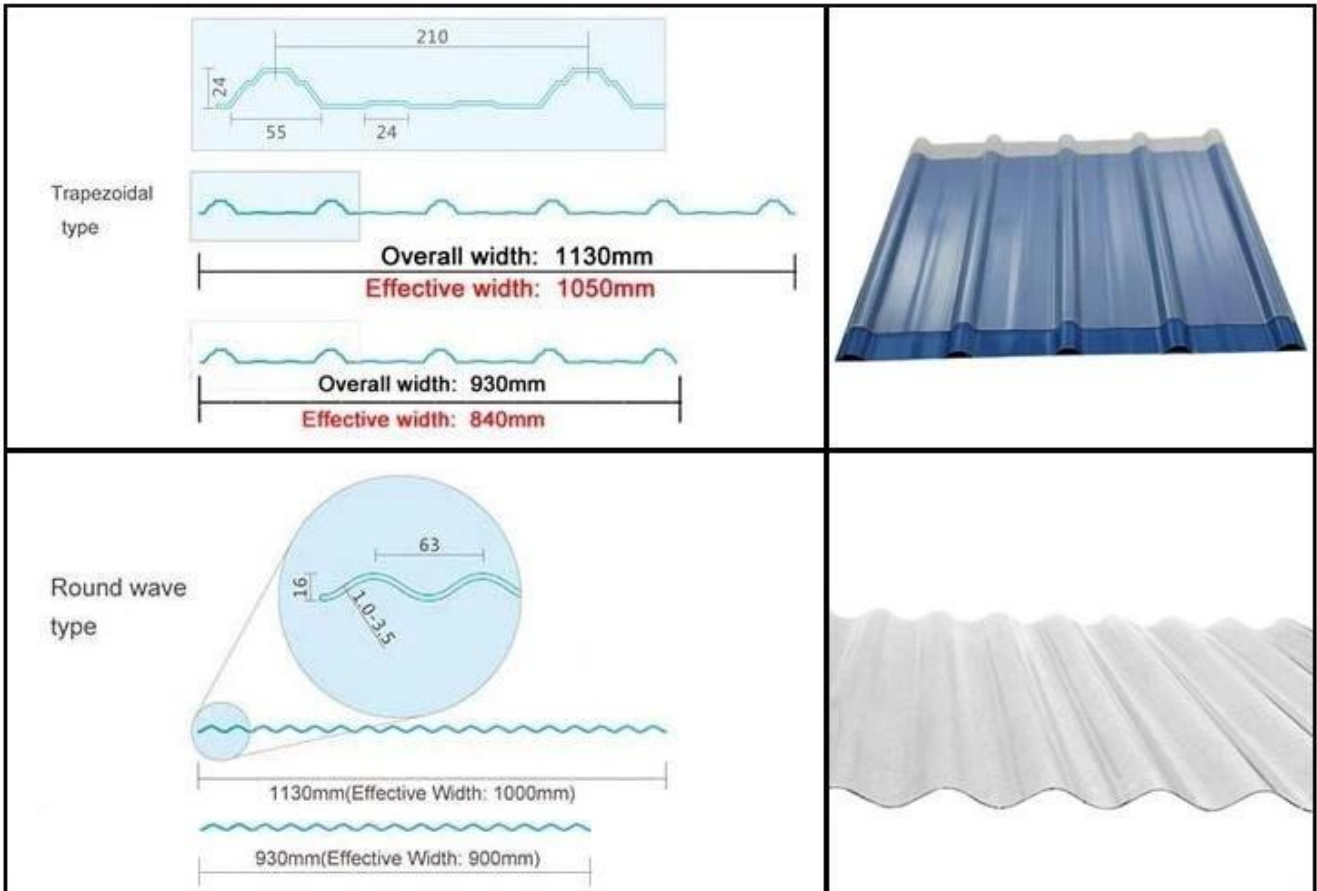 210
24
55
24
Trapezoidal
type
Overall width: 1130mm
Effective width: 1050mm
Overall width: 930mm
Effective width: 840mm
63
16
1.0-3.5
Round wave
type
1130mm(Effective Width: 1000mm)
930mm(Effective Width: 900mm)